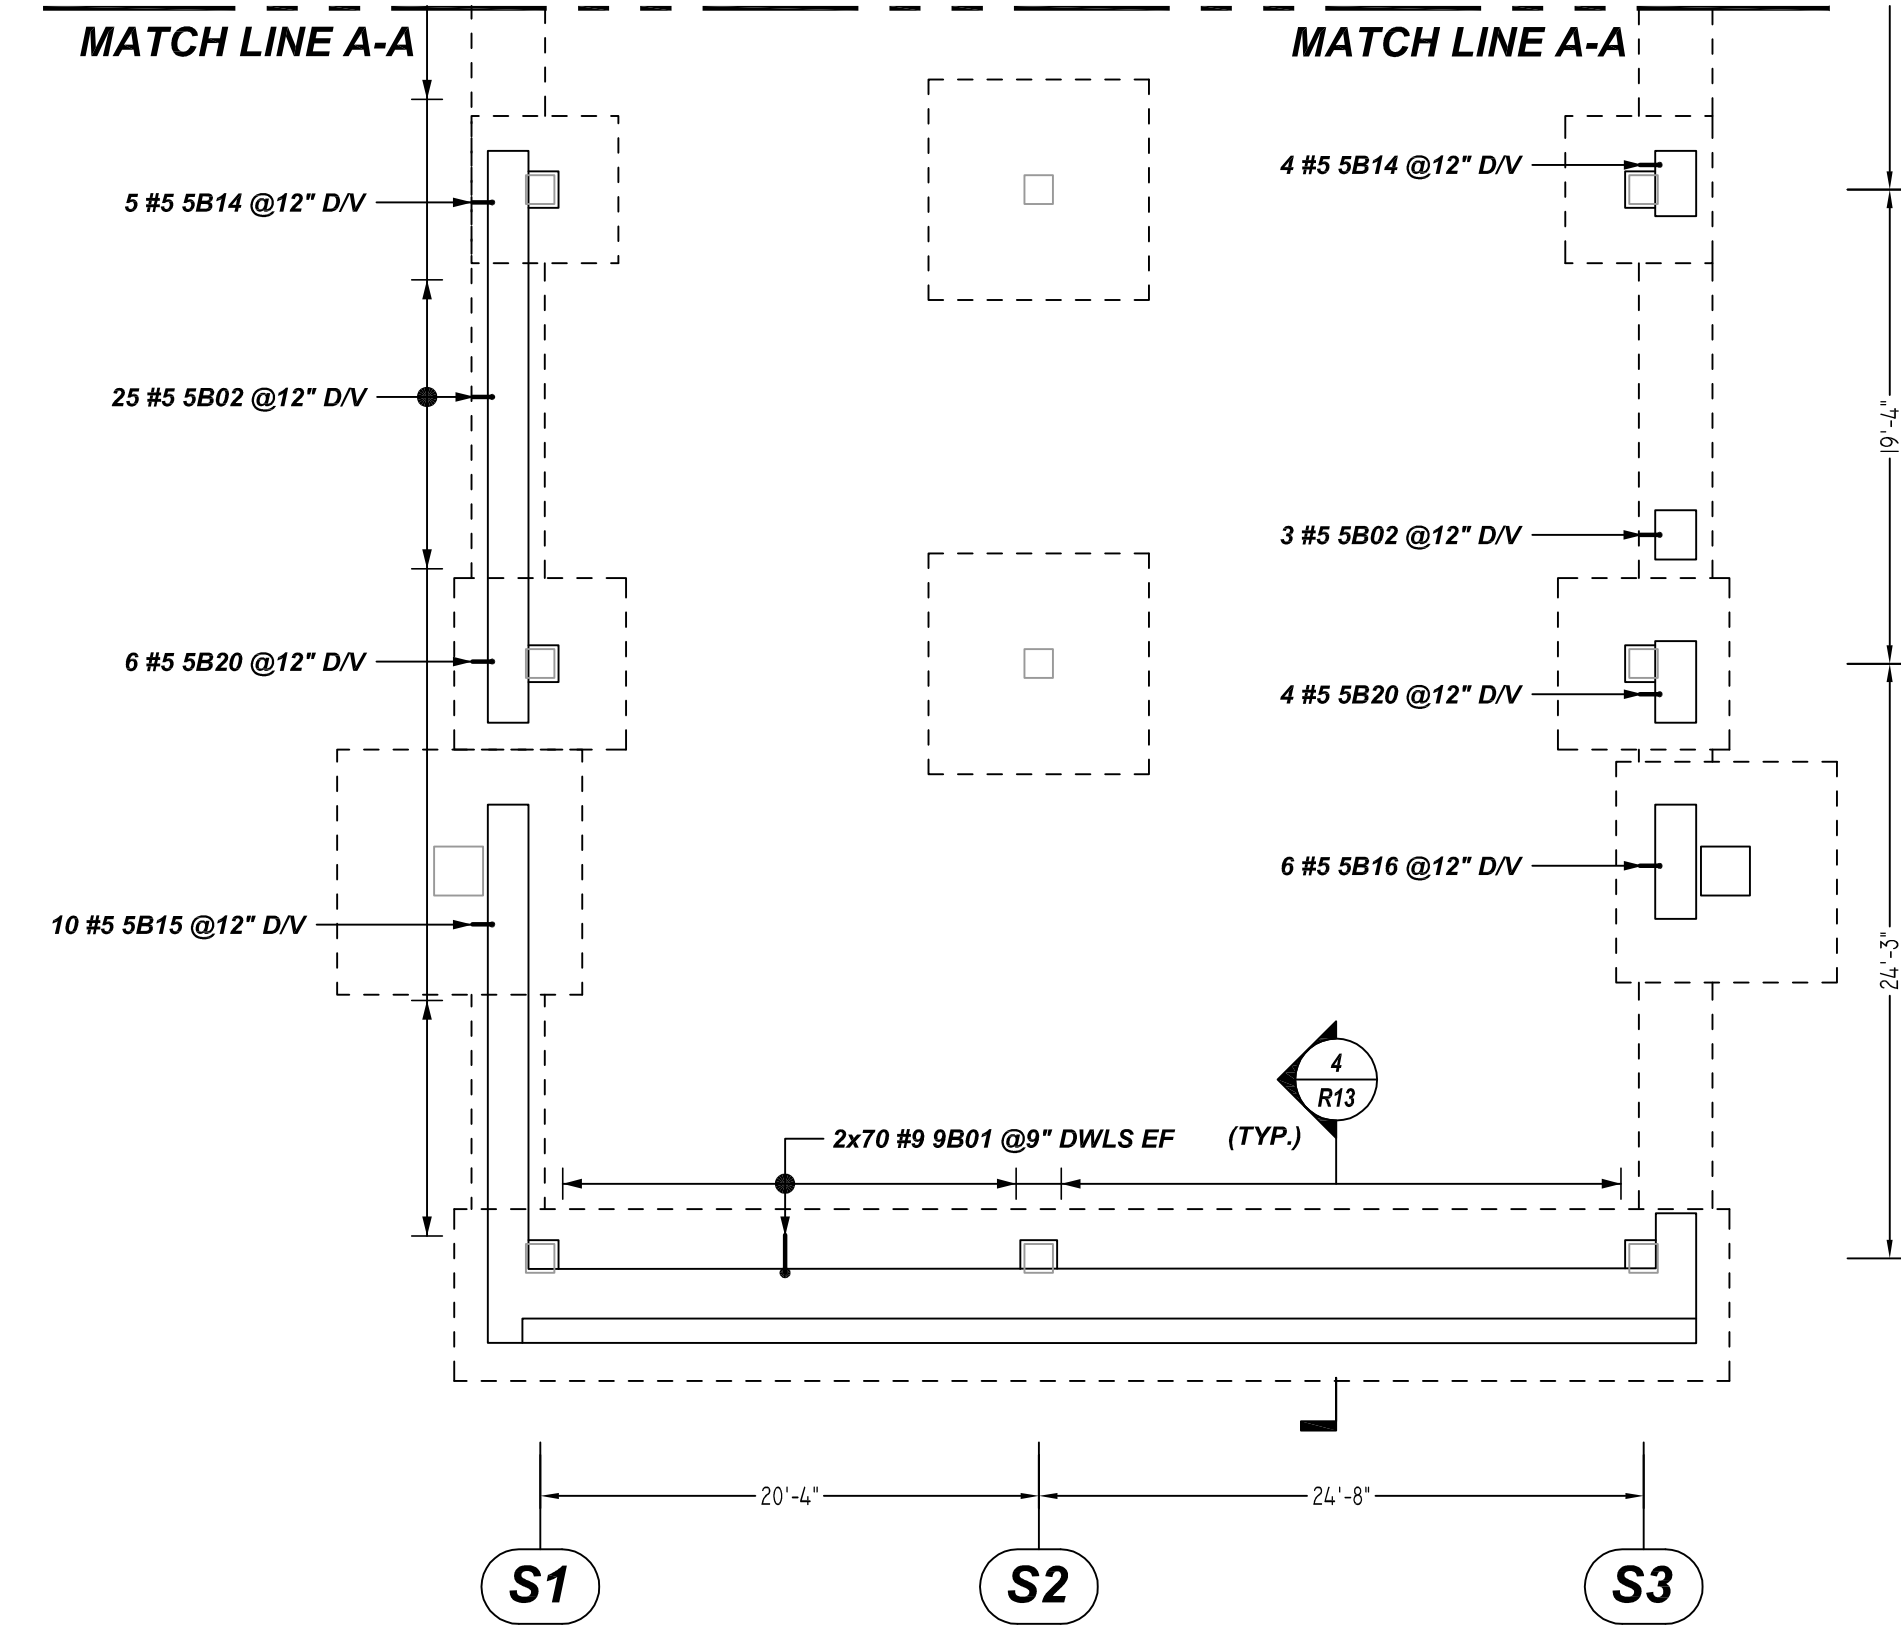 MATCH LINE A-A
MATCH LINE A-A
4 #5 5B14 @12" D/V
5 #5 5B14 @12" D/V
25 #5 5B02 @12" D/V
19'-4"
3 #5 5B02 @12" D/V
6 #5 5B20 @12" D/V
4 #5 5B20 @12" D/V
6 #5 5B16 @12" D/V
10 #5 5B15 @12" D/V
24'-3"
4
R13
2x70 #9 9B01 @9" DWLS EF
(TYP.)
20'-4"
24'-8"
S1
S2
S3